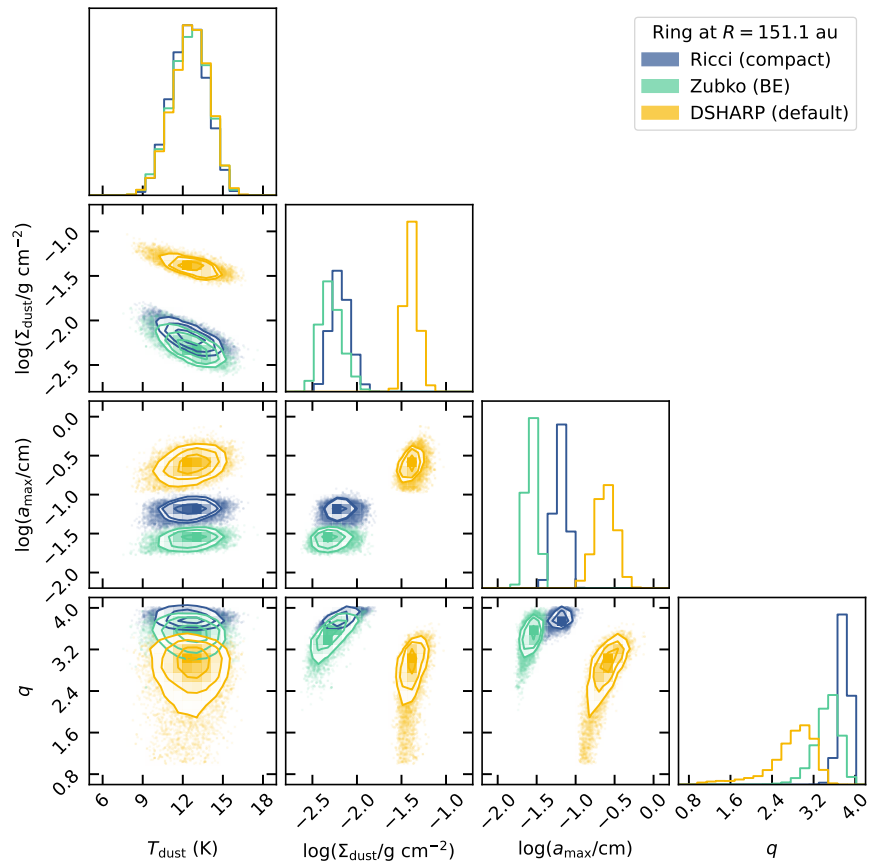 Ring at R = 151.1 au
Ricci (compact)
Zubko (BE)
DSHARP (default)
log(Σdust/g cm−2)
−1.0
−1.5
−2.0
−2.5
log(amax/cm)
0.0
−0.5
−1.0
−1.5
−2.0
q
4.0
3.2
2.4
1.6
0.8
6 9 12 15 18
−2.5 −2.0 −1.5 −1.0
−2.0 −1.5 −1.0 −0.5 0.0
0.8 1.6 2.4 3.2 4.0
Tdust (K)
log(Σdust/g cm−2)
log(amax/cm)
q